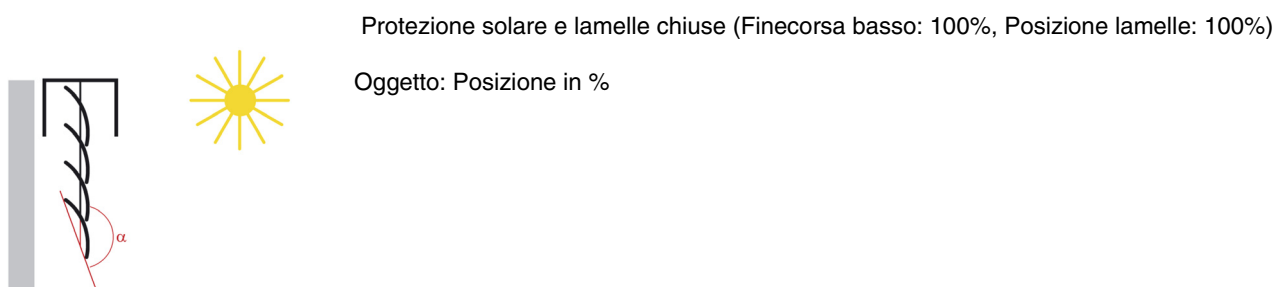 Protezione solare e lamelle chiuse (Finecorsa basso: 100%, Posizione lamelle: 100%)
Oggetto: Posizione in %
α